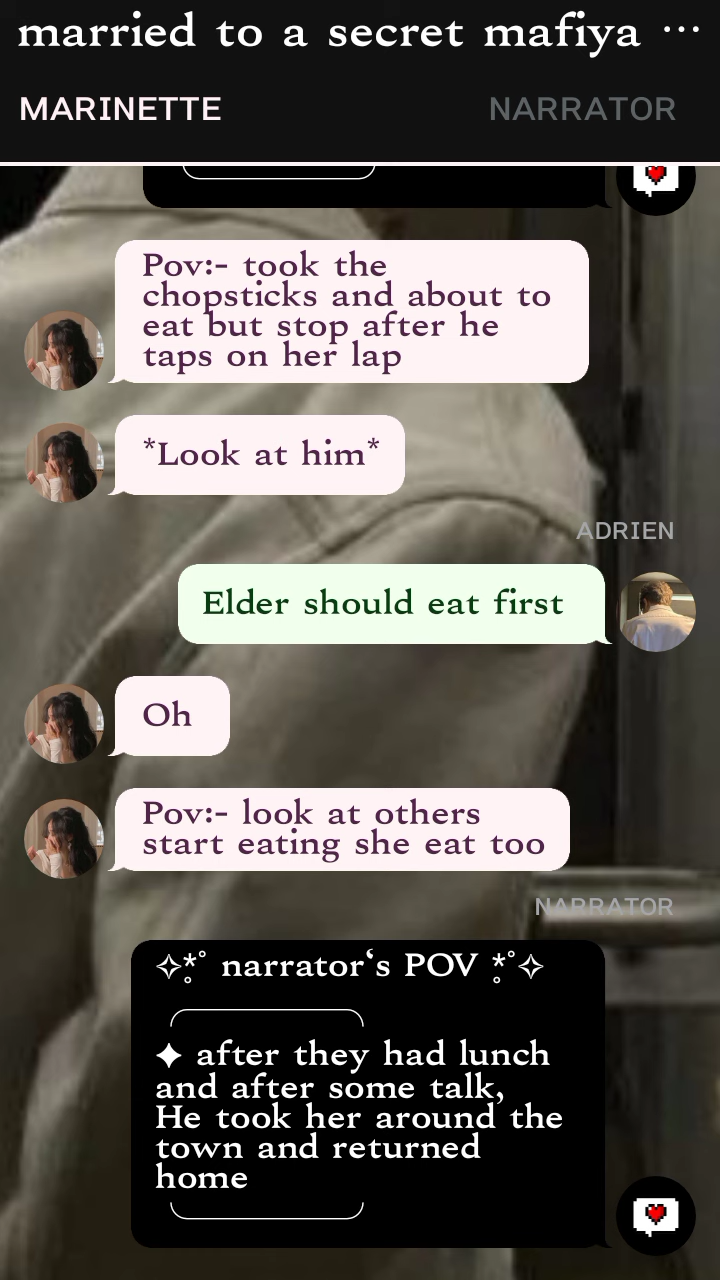 married to a secret mafiya ...
MARINETTE NARRATOR
Pov:- took the
chopsticks and about to
eat but stop after he
taps on her lap
*Look at him*
ADRIEN
Elder should eat first
Oh
Pov:- look at others
start eating she eat too
NARRATOR
✧*̥˚ narrator‘s POV *̥˚✧
✦ after they had lunch
and after some talk,
He took her around the
town and returned
home